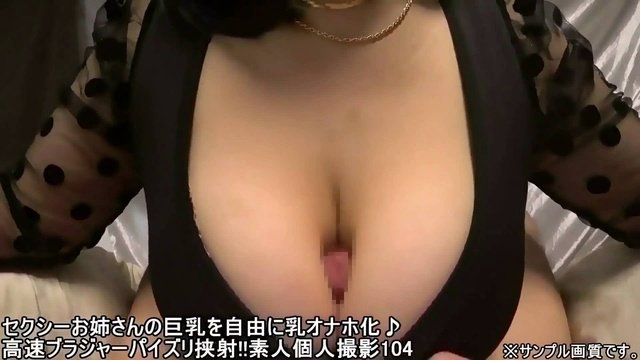 セクシーお姉さんの巨乳を自由に乳オナホ化♪
高速ブラジャーパイズリ挟射!!素人個人撮影104
※サンプル画質です。